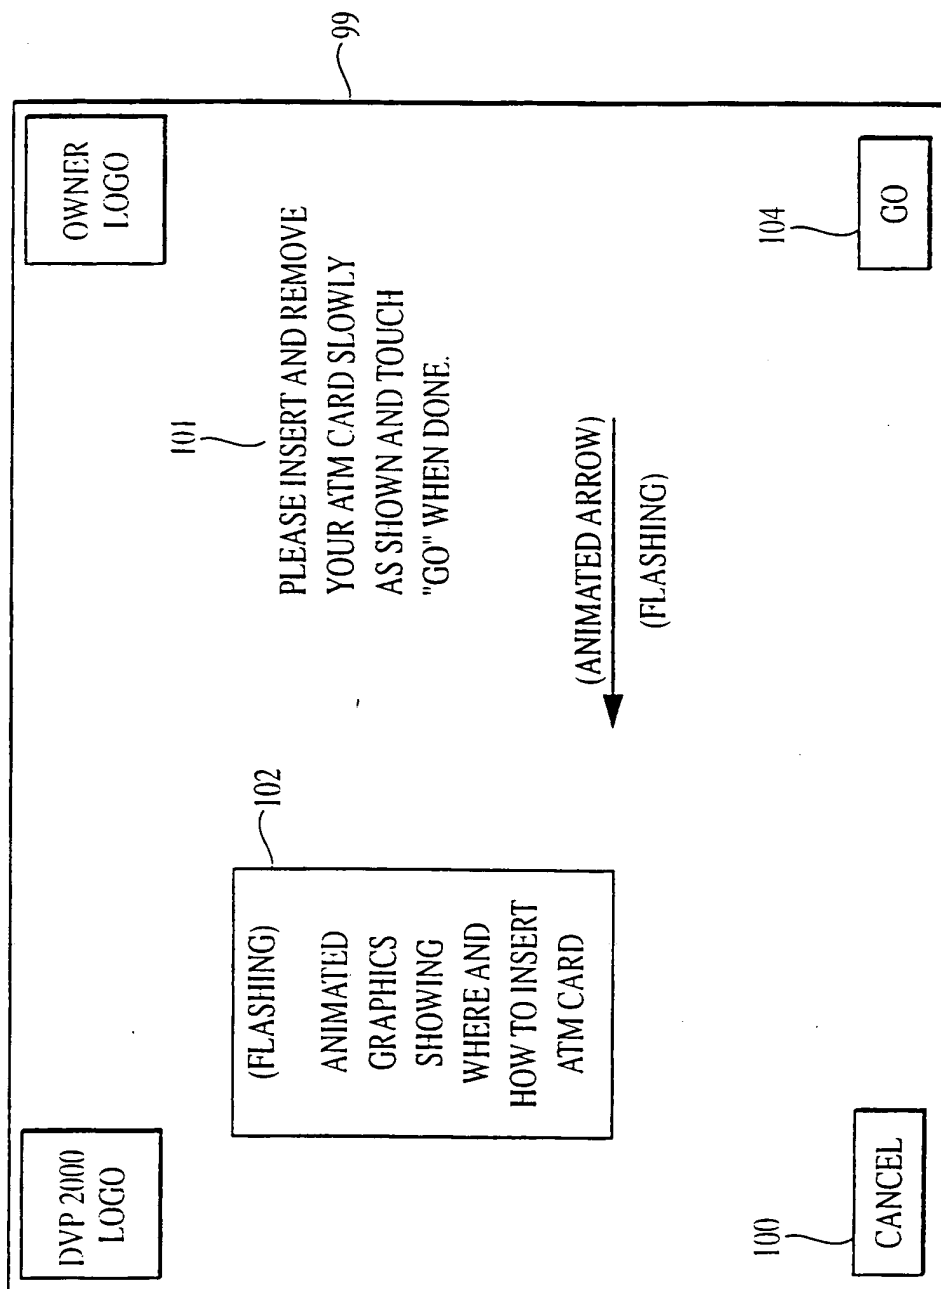 DVP 2000
LOGO
OWNER
LOGO
99
(FLASHING)
ANIMATED
GRAPHICS
SHOWING
WHERE AND
HOW TO INSERT
ATM CARD
102
101
PLEASE INSERT AND REMOVE
YOUR ATM CARD SLOWLY
AS SHOWN AND TOUCH
"GO" WHEN DONE.
(ANIMATED ARROW)
(FLASHING)
100
CANCEL
104
GO